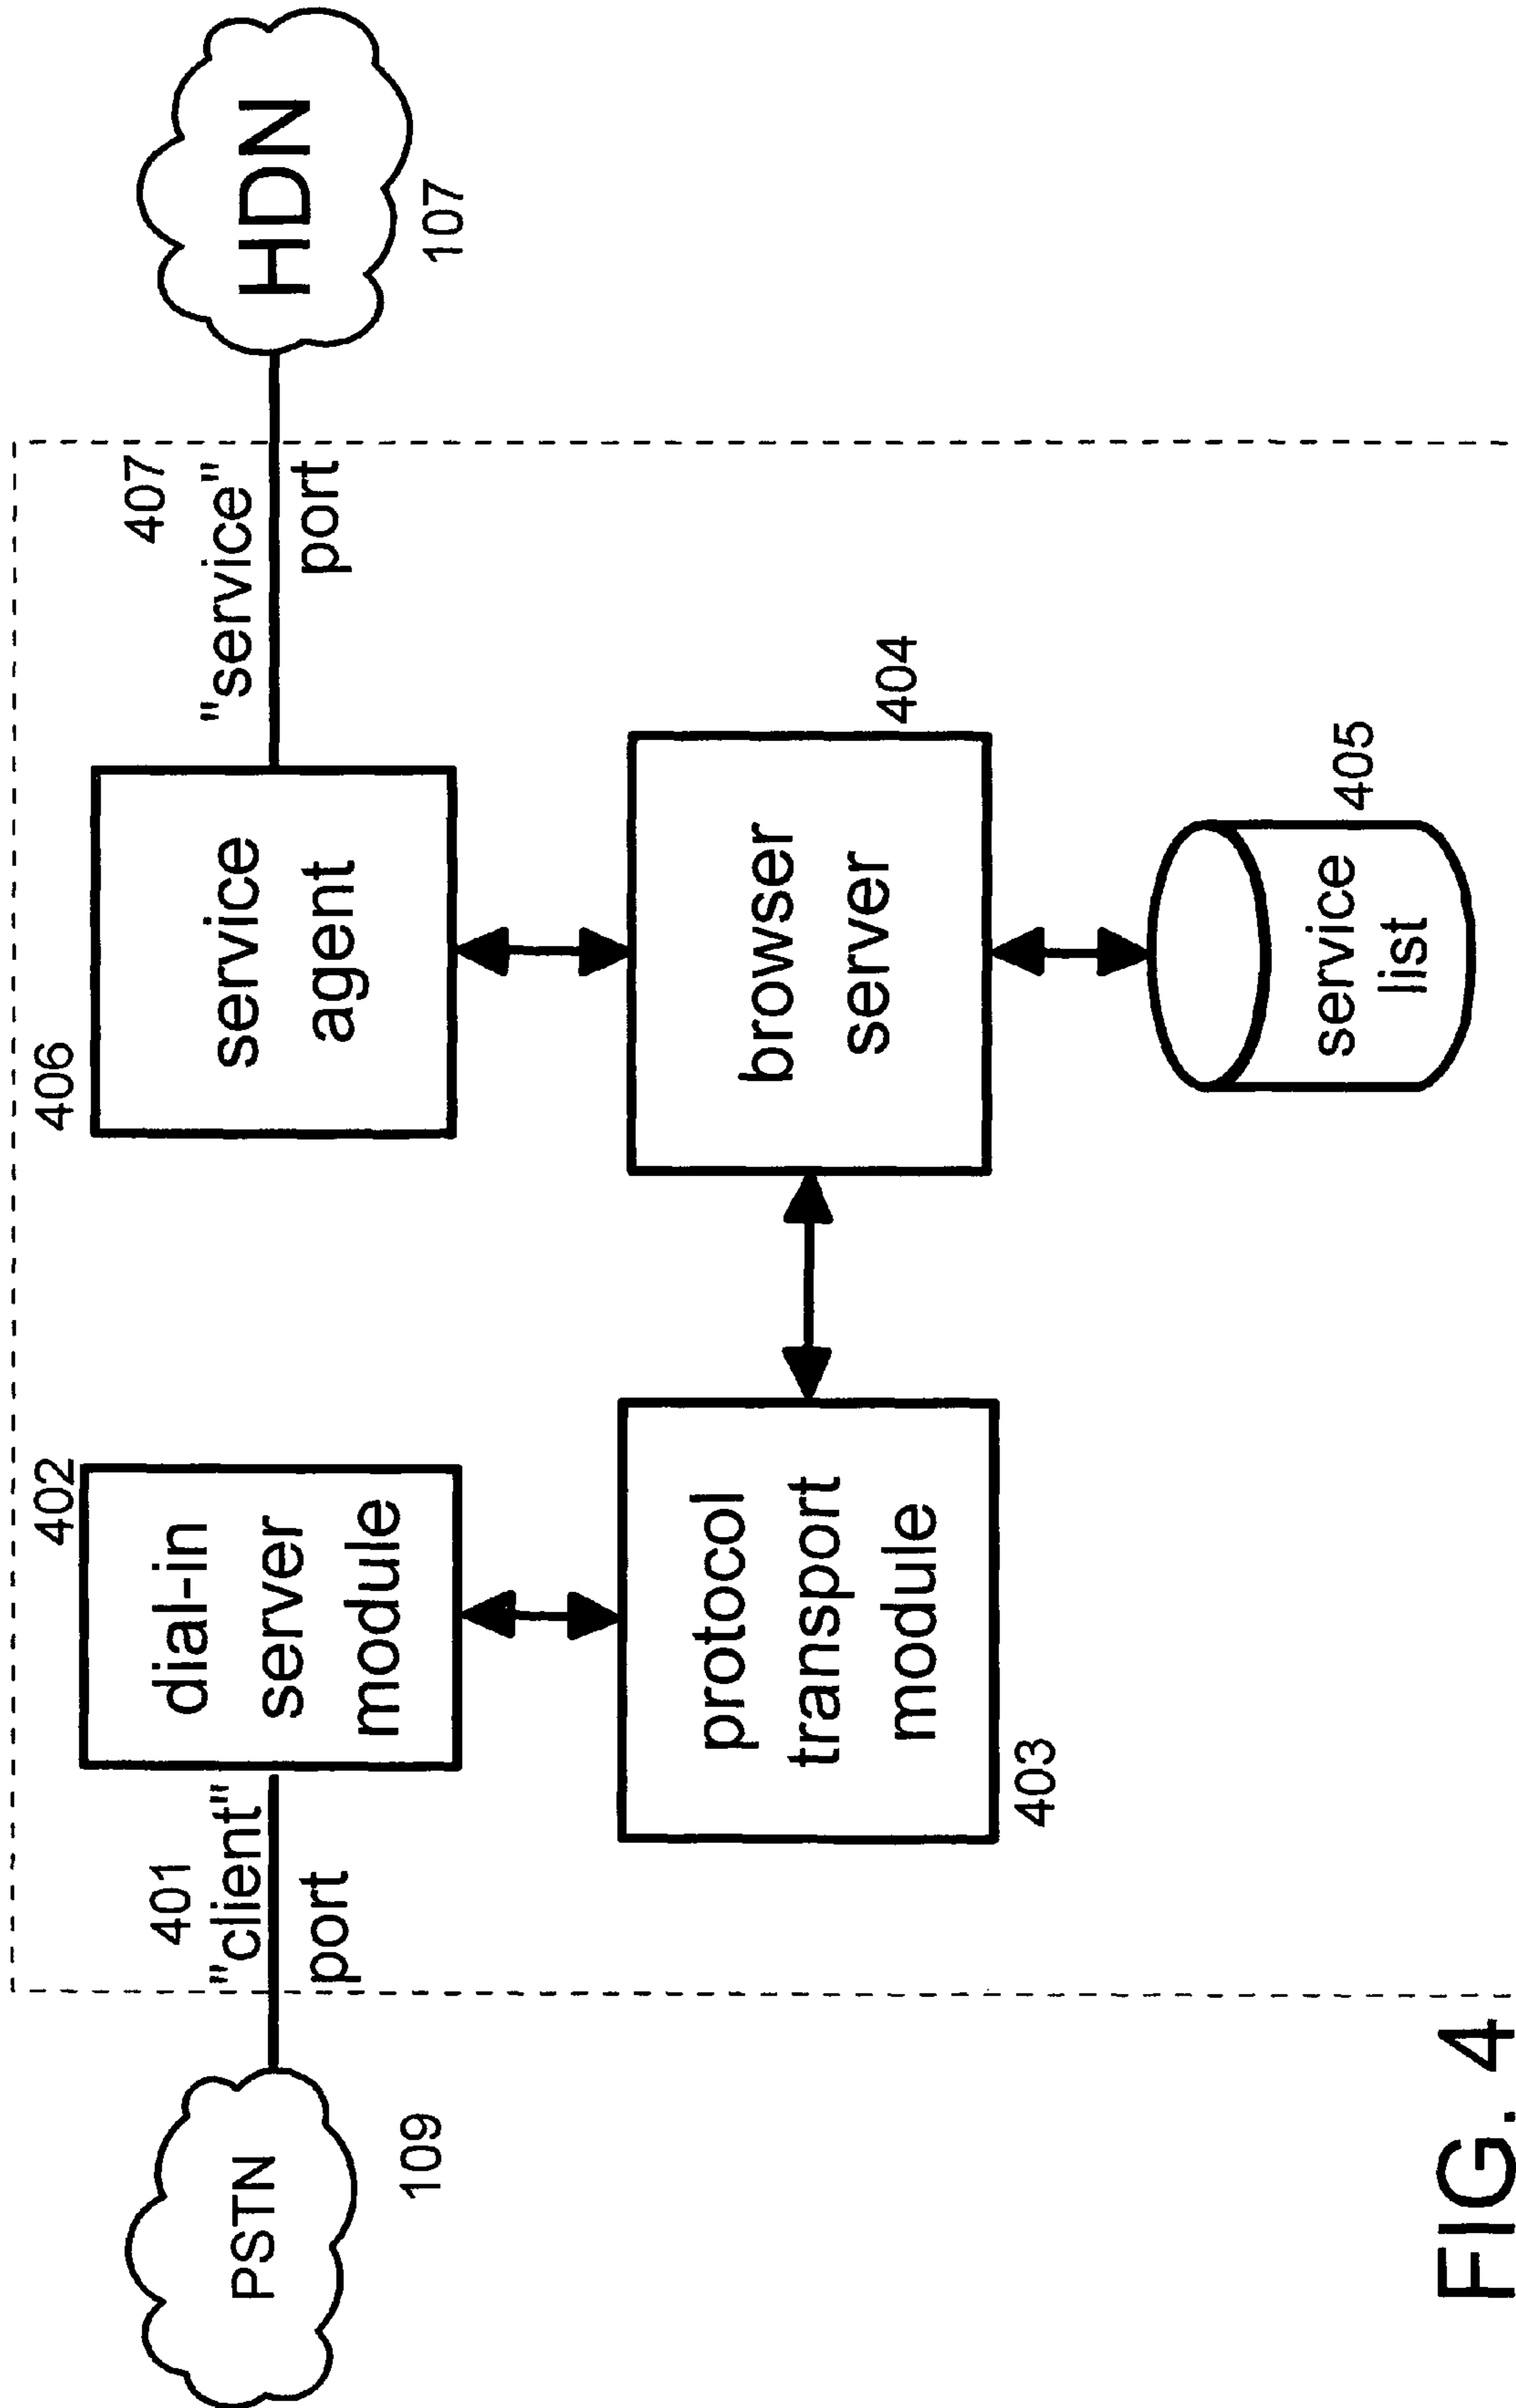 PSTN
109
401
"client"
port
402
dial-in
server
module
protocol
transport
module
403
406
service
agent
browser
server
404
service
list
405
407
"service"
port
HDN
107
FIG. 4